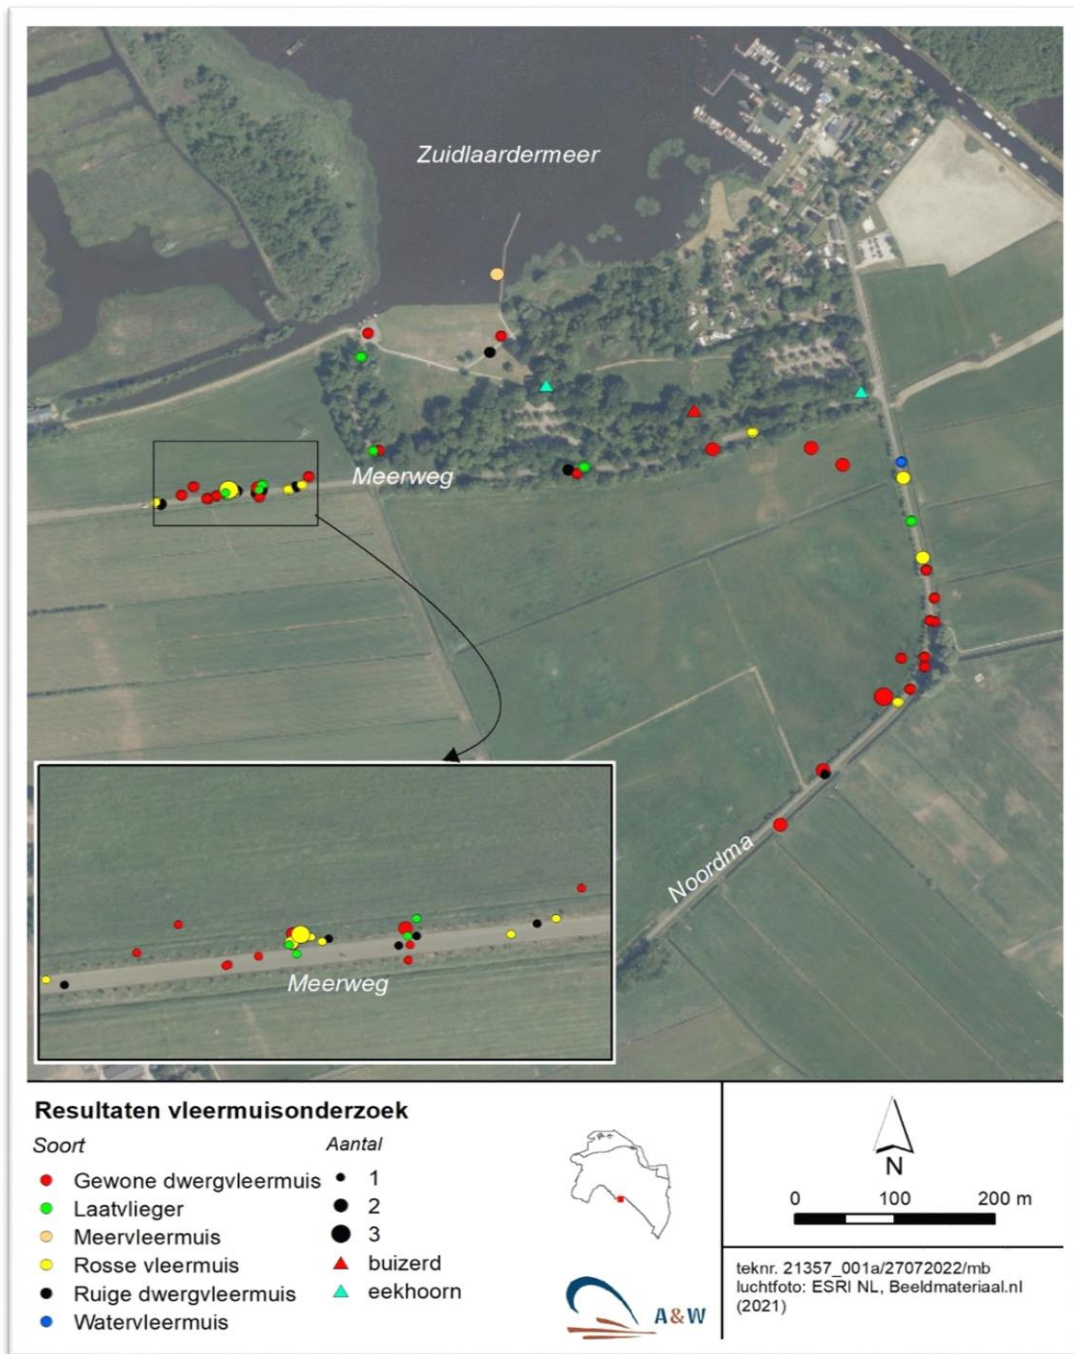 Zuidlaardermeer
Meerweg
Noordma
Meerweg
Resultaten vleermuisonderzoek
Soort
Gewone dwergvleermuis
Laatvlieger
Meervleermuis
Rosse vleermuis
Ruige dwergvleermuis
Watervleermuis
Aantal
1
2
3
buizerd
eekhoorn
A&W
N
0 100 200 m
teknr. 21357_001a/27072022/mb
luchtfoto: ESRI NL, Beeldmateriaal.nl
(2021)